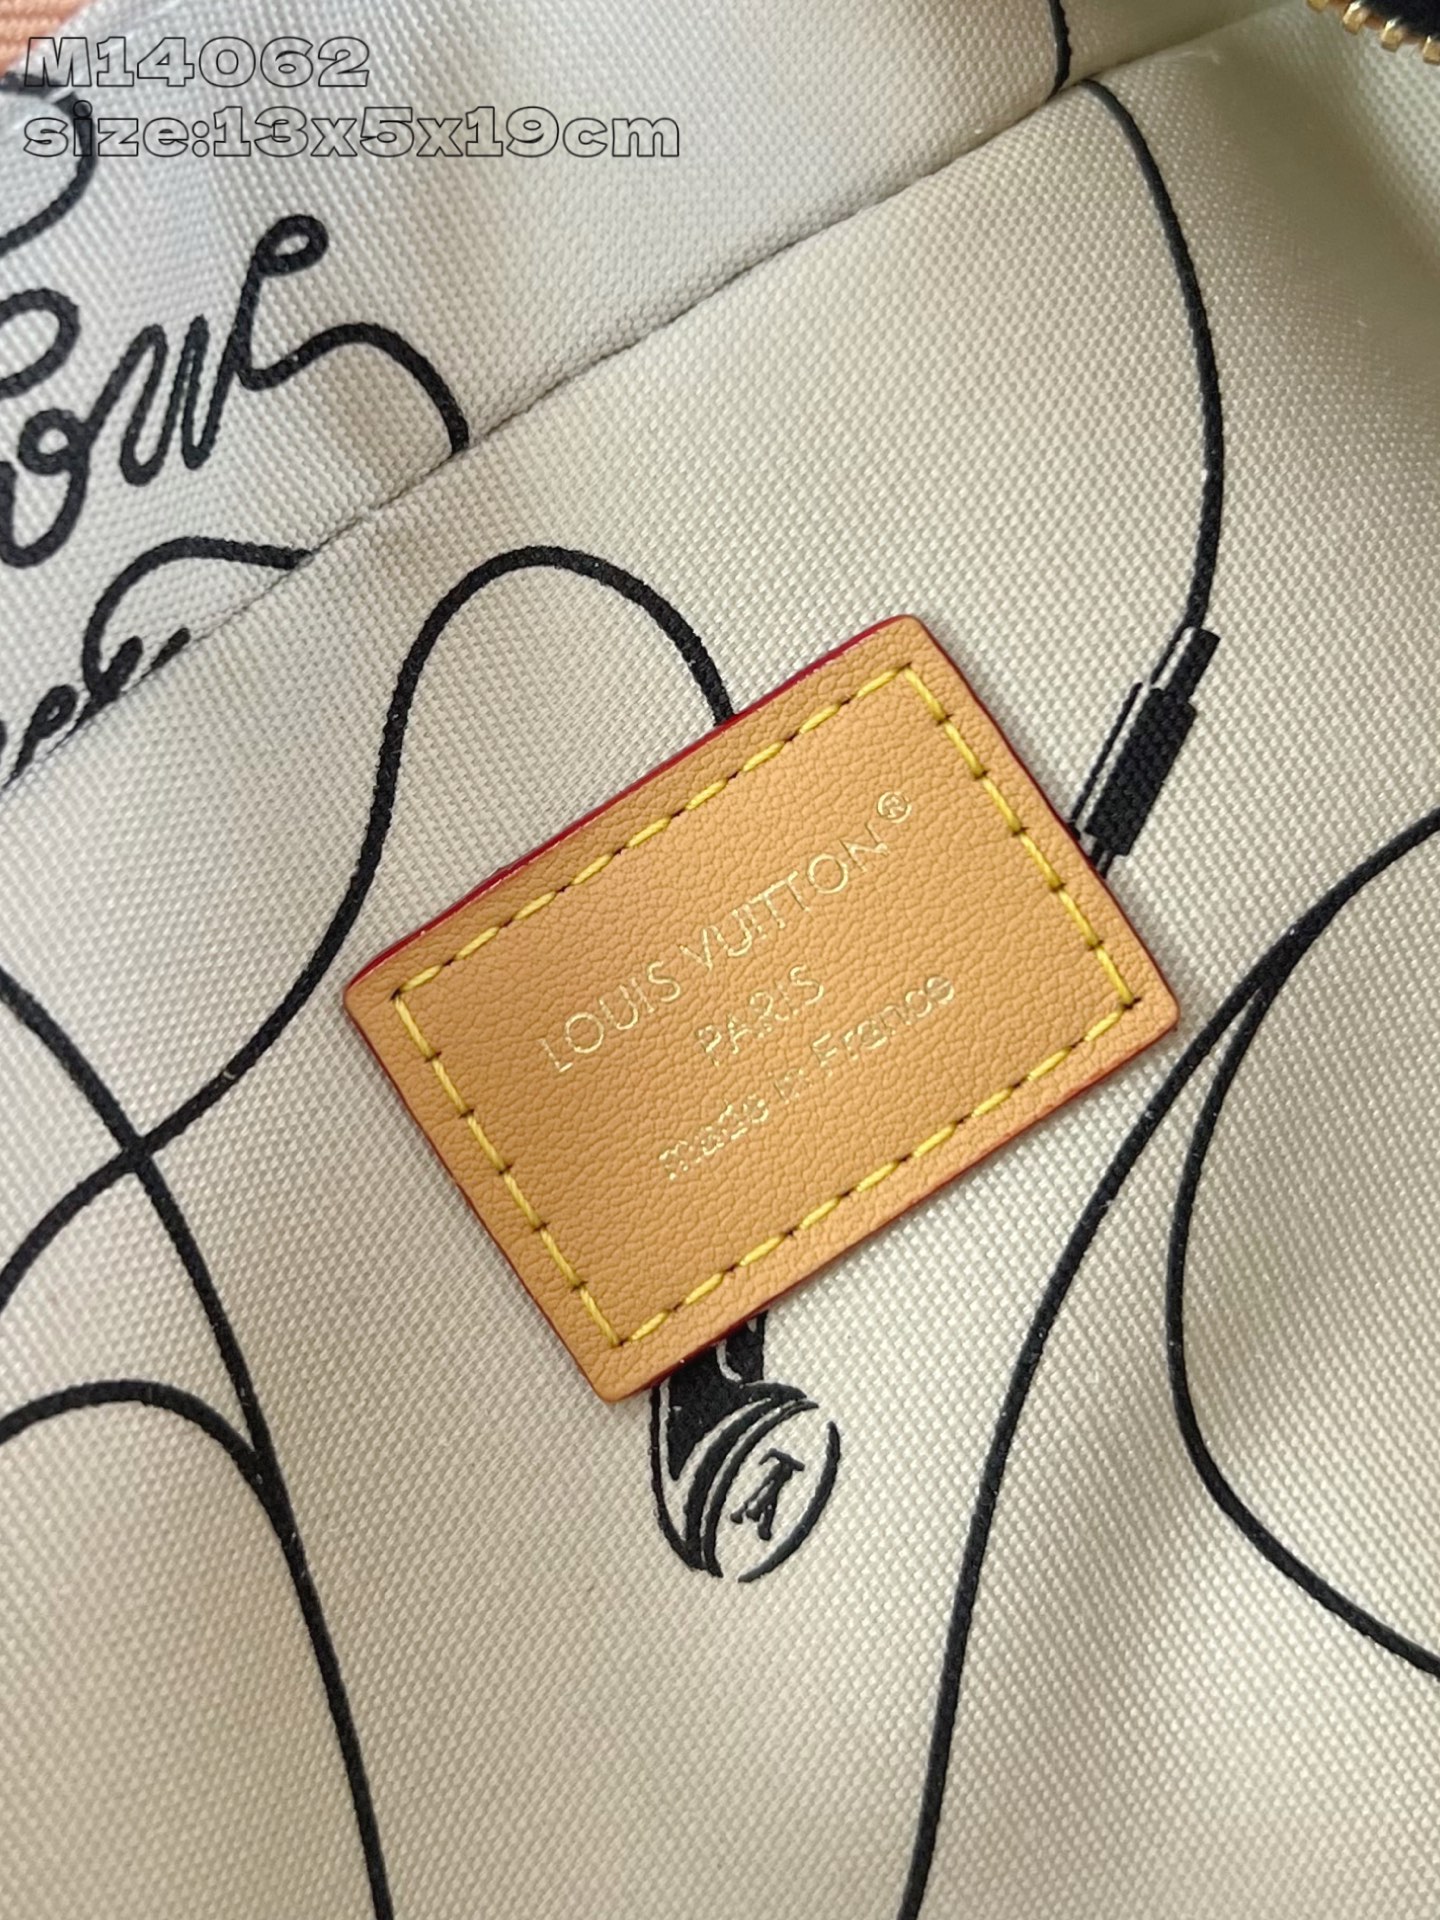 M14062
size:13x5x19cm
LOUIS VUITTON®
PARIS
made in France